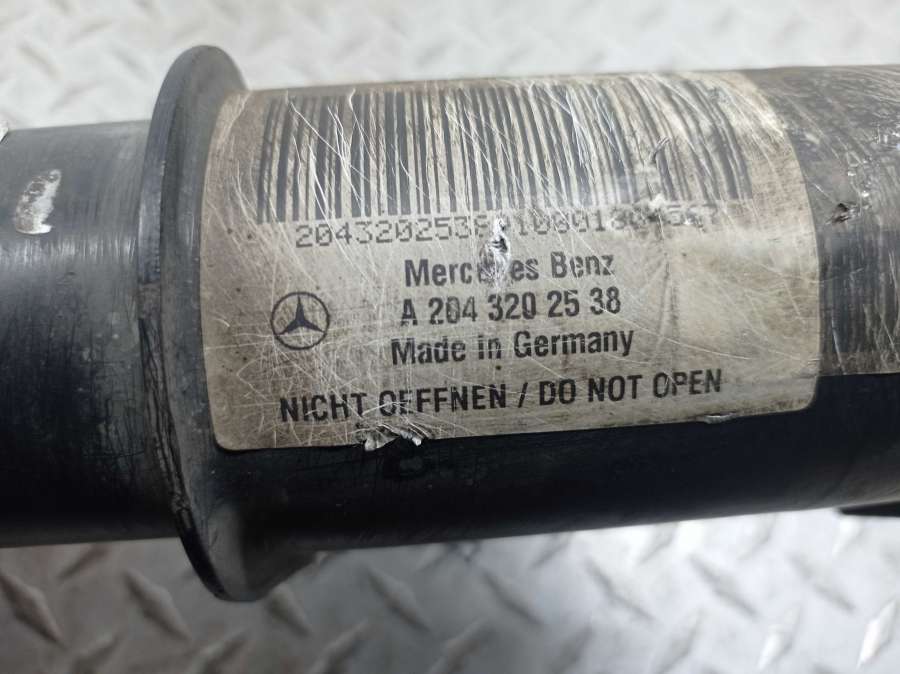 Mercedes Benz
A 204 320 25 38
Made in Germany
NICHT OEFFNEN / DO NOT OPEN